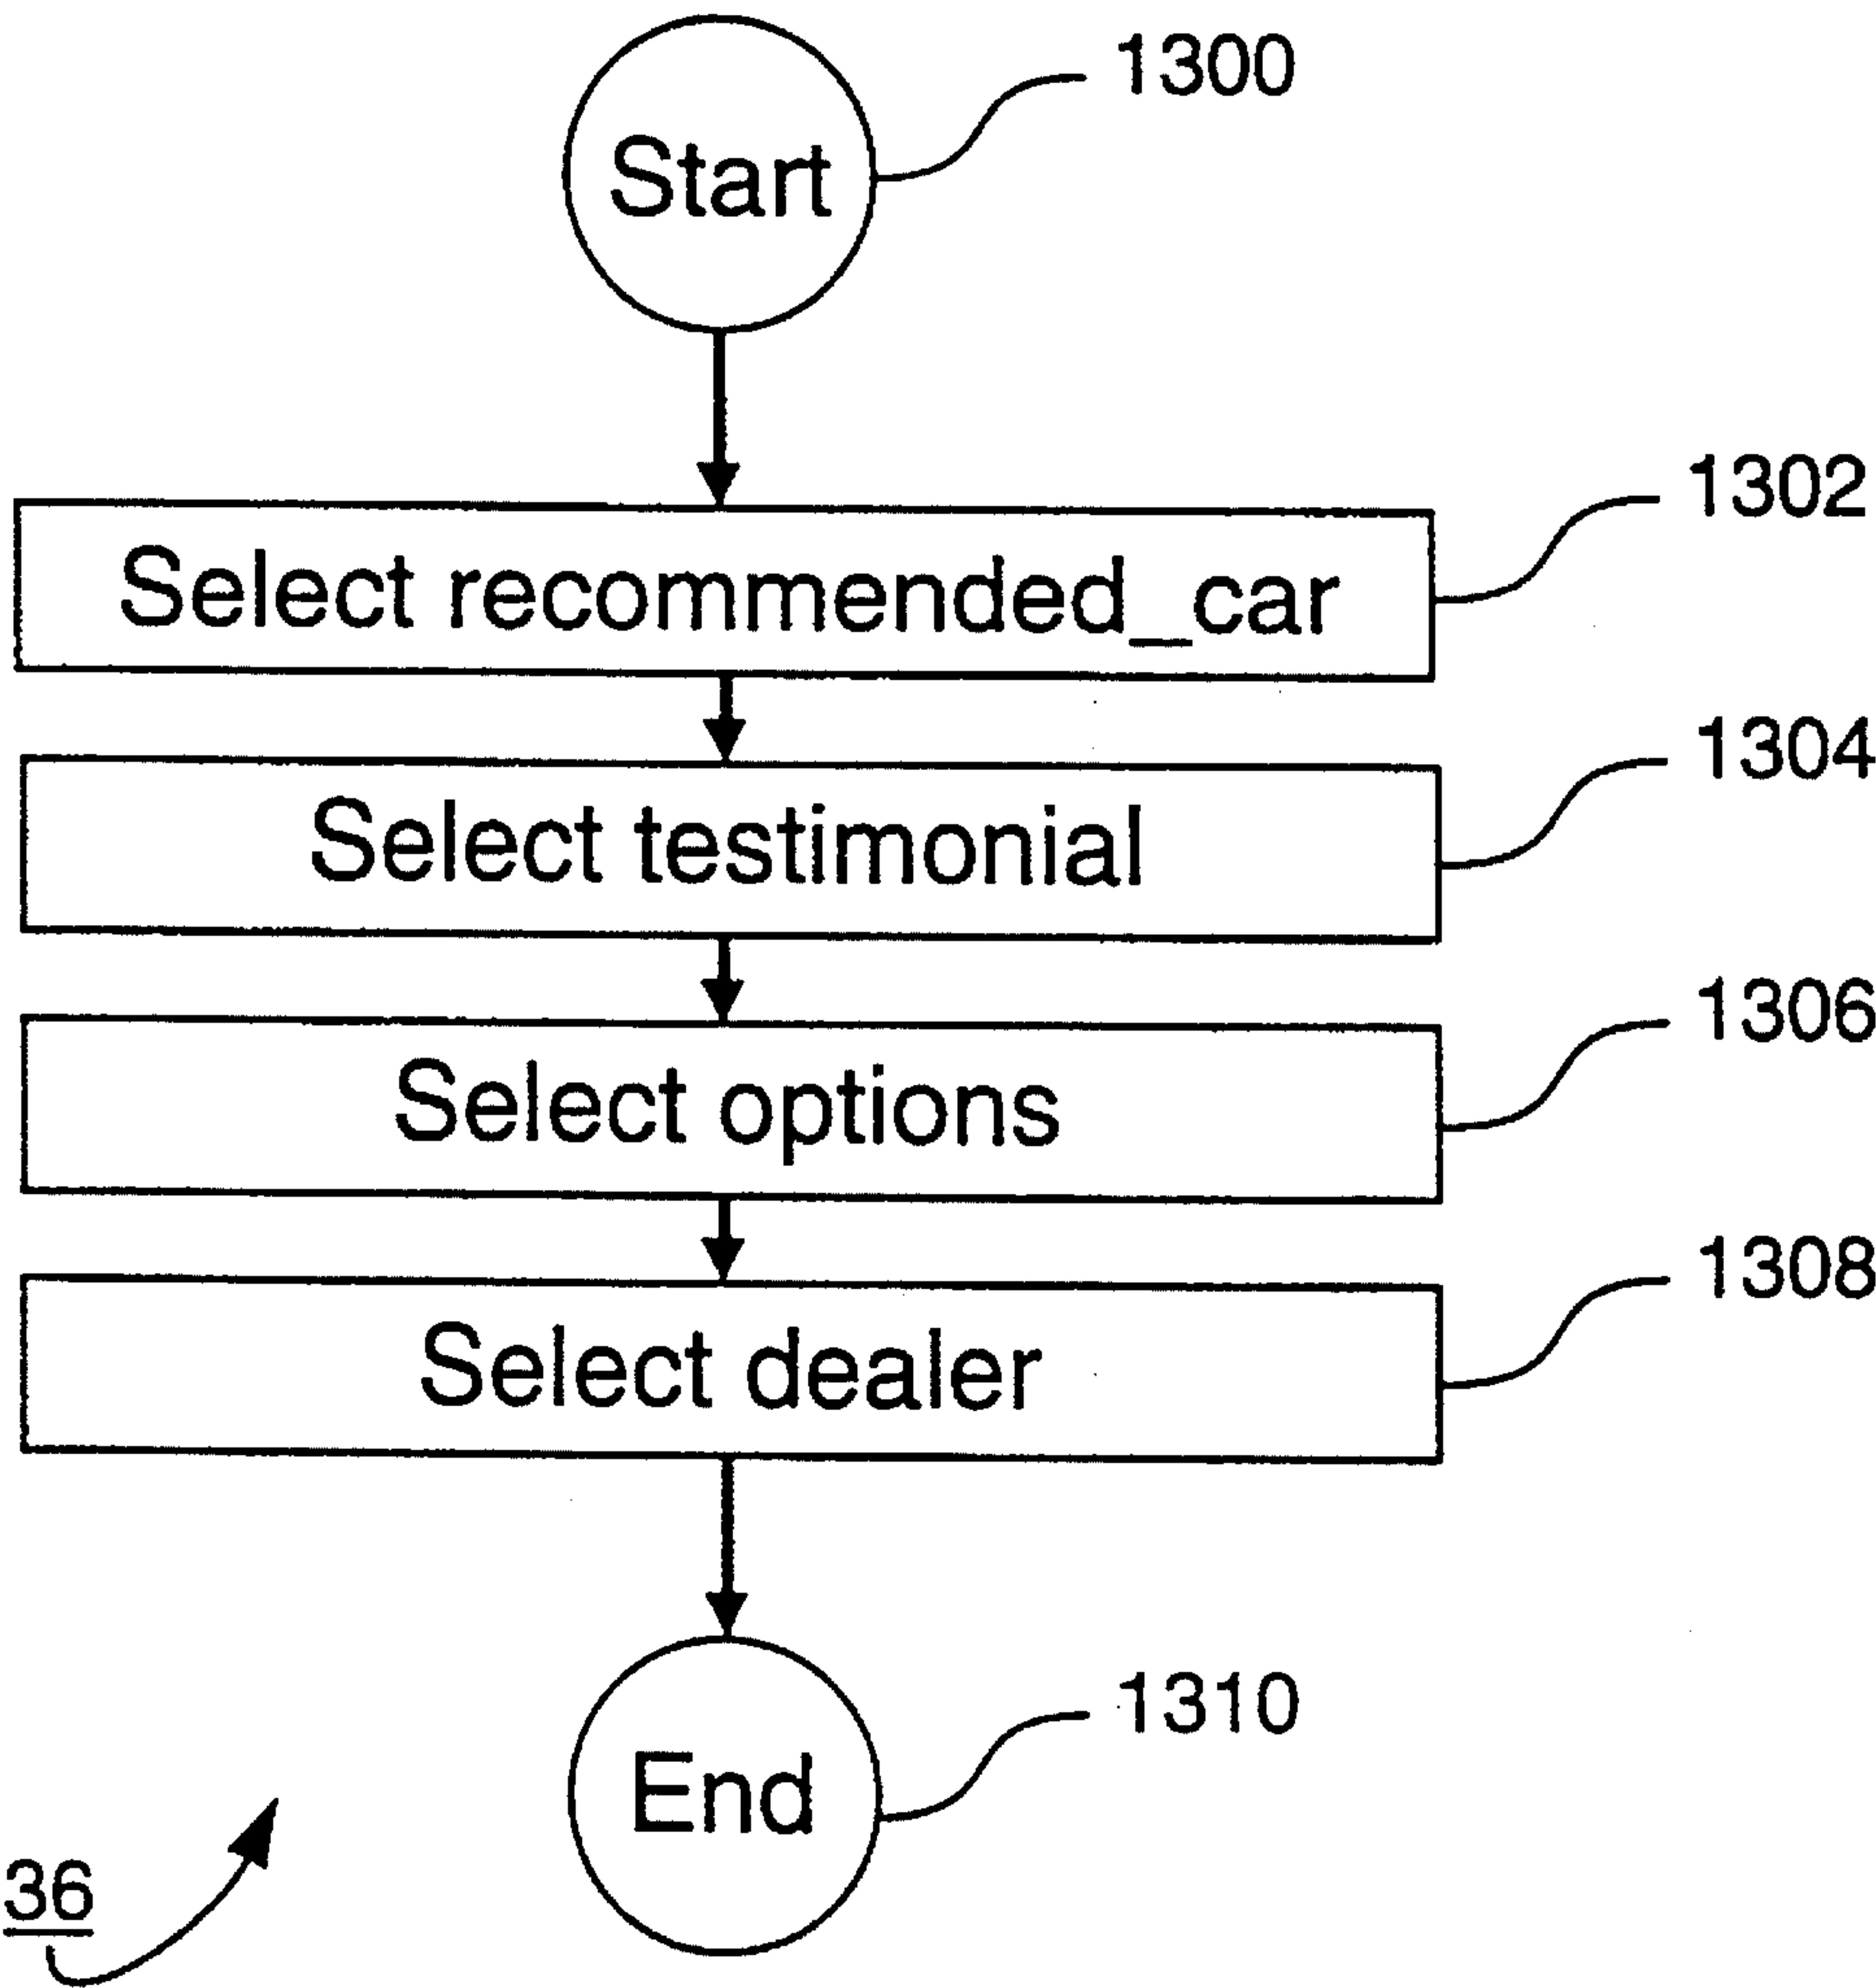 1300
Start
1302
Select recommended_car
1304
Select testimonial
1306
Select options
1308
Select dealer
1310
End
36